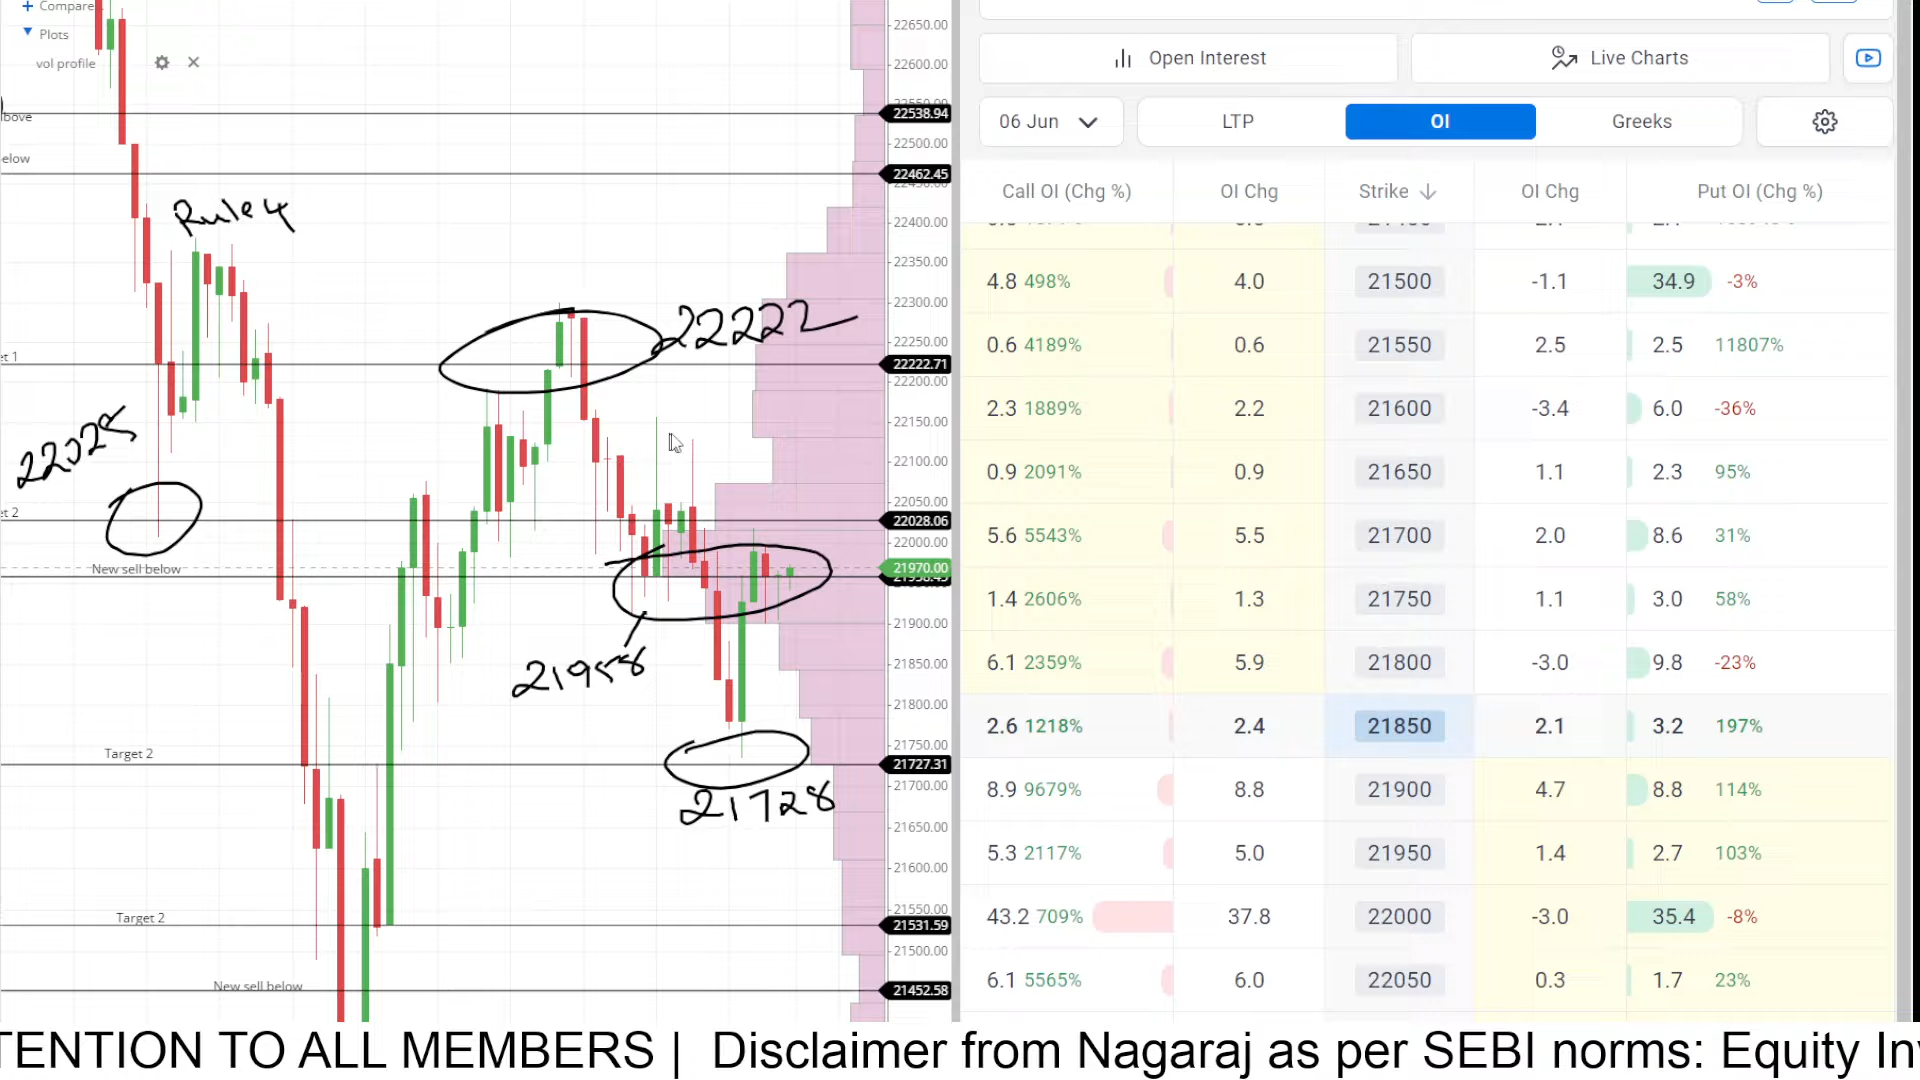 Compare
Plots
vol profile
bove
elow
Rule 4
22222
t 1
22028
t 2
New sell below
21958
Target 2
21728
Target 2
New sell below
22650.00
22600.00
22550.00
22538.94
22500.00
22462.45
22450.00
22400.00
22350.00
22300.00
22250.00
22222.71
22200.00
22150.00
22100.00
22050.00
22028.06
22000.00
21970.00
21900.00
21850.00
21800.00
21750.00
21727.31
21700.00
21650.00
21600.00
21550.00
21531.59
21500.00
21452.58
Open Interest Live Charts
06 Jun LTP OI Greeks
Call OI (Chg %) OI Chg Strike OI Chg Put OI (Chg %)
4.8 498% 4.0 21500 -1.1 34.9 -3%
0.6 4189% 0.6 21550 2.5 2.5 11807%
2.3 1889% 2.2 21600 -3.4 6.0 -36%
0.9 2091% 0.9 21650 1.1 2.3 95%
5.6 5543% 5.5 21700 2.0 8.6 31%
1.4 2606% 1.3 21750 1.1 3.0 58%
6.1 2359% 5.9 21800 -3.0 9.8 -23%
2.6 1218% 2.4 21850 2.1 3.2 197%
8.9 9679% 8.8 21900 4.7 8.8 114%
5.3 2117% 5.0 21950 1.4 2.7 103%
43.2 709% 37.8 22000 -3.0 35.4 -8%
6.1 5565% 6.0 22050 0.3 1.7 23%
TENTION TO ALL MEMBERS | Disclaimer from Nagaraj as per SEBI norms: Equity Inv